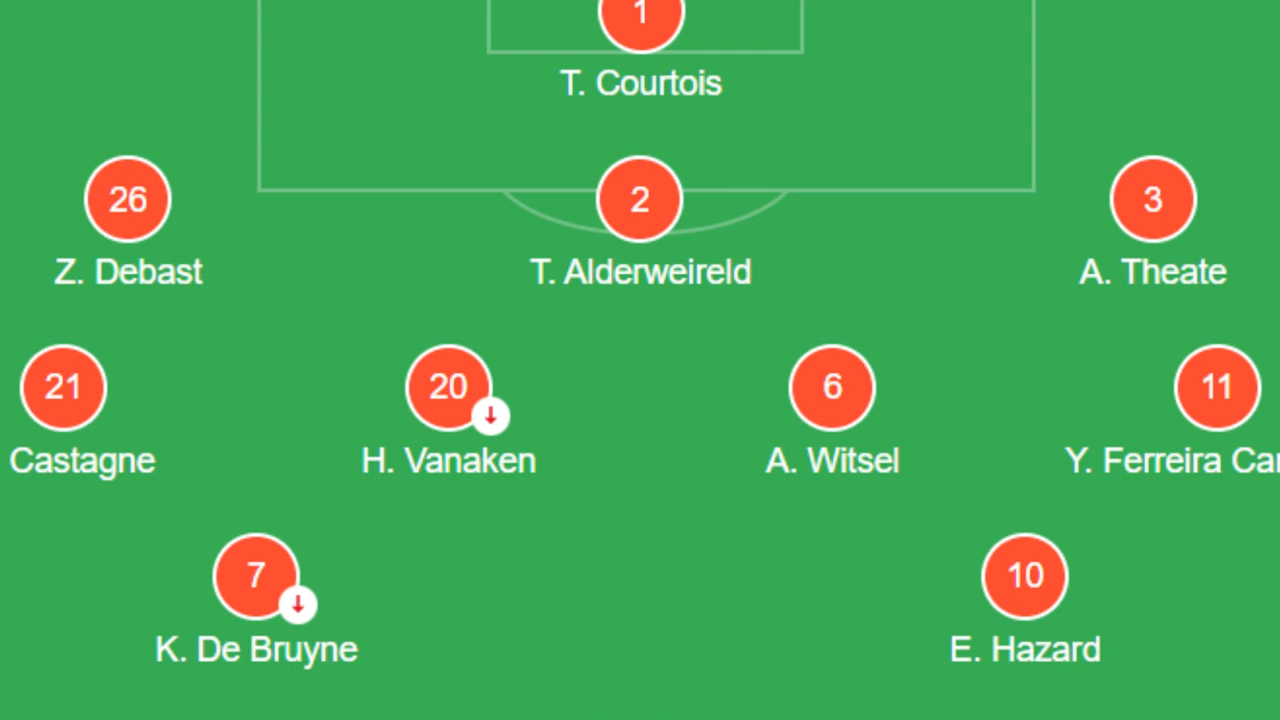 1
T. Courtois
26
2
3
Z. Debast
T. Alderweireld
A. Theate
21
20
6
11
Castagne
H. Vanaken
A. Witsel
Y. Ferreira Car
7
10
K. De Bruyne
E. Hazard